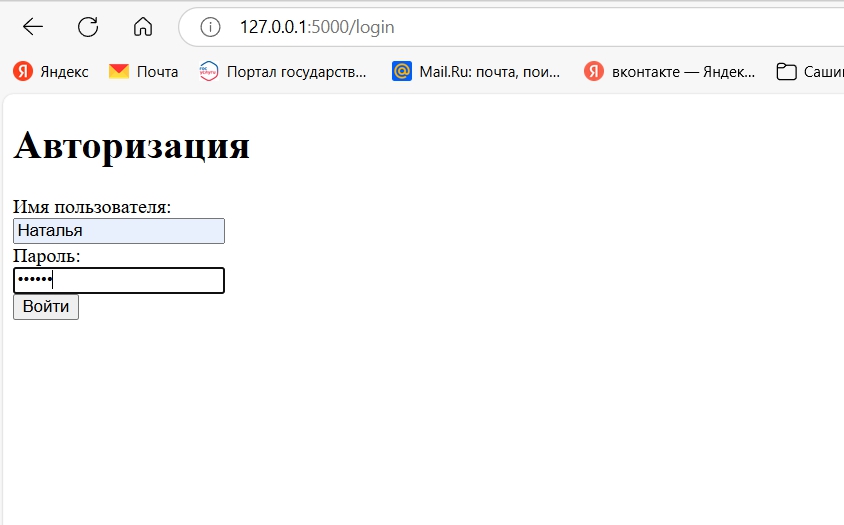 127.0.0.1:5000/login
Яндекс Почта Портал государств... Mail.Ru: почта, пои... вконтакте — Яндек... Саши
Авторизация
Имя пользователя:
Наталья
Пароль:
••••••
Войти